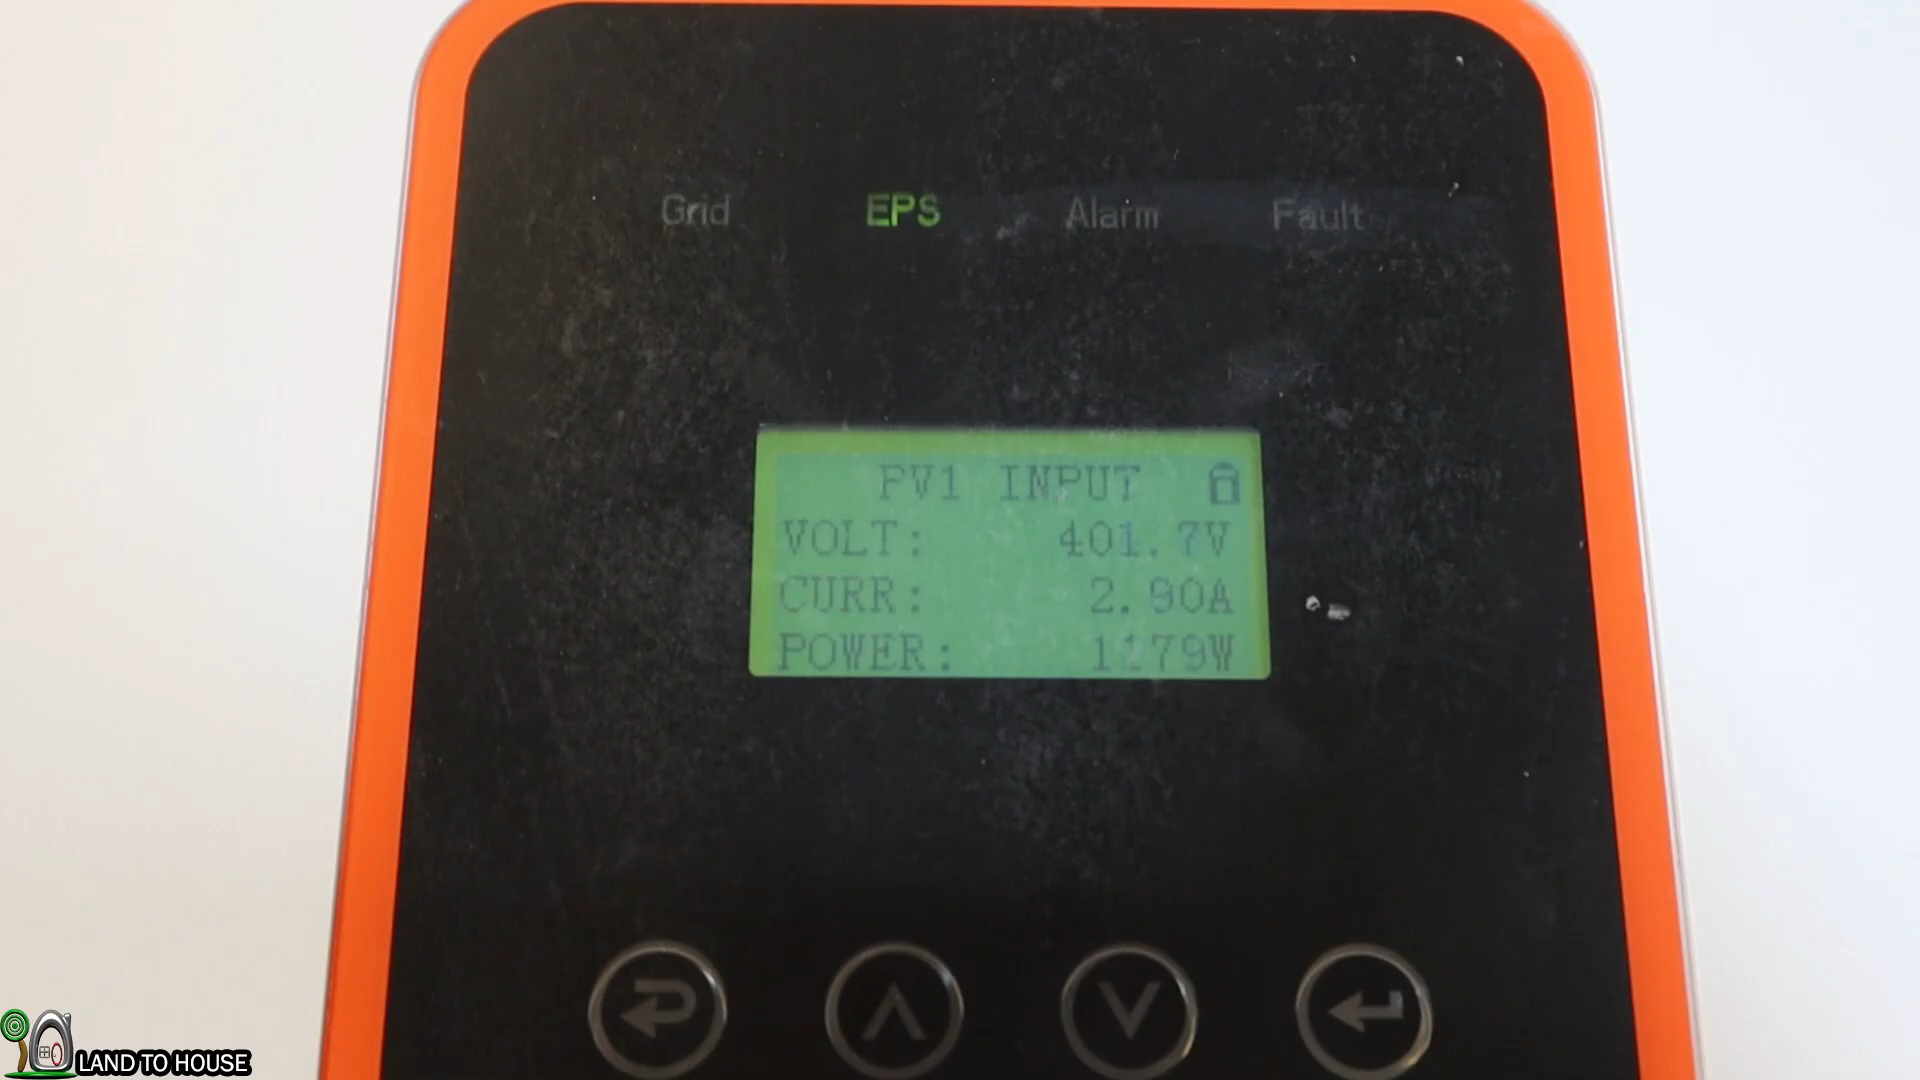 Grid EPS Alarm Fault
PV1 INPUT
VOLT: 401.7V
CURR: 2.90A
POWER: 1179W
LAND TO HOUSE